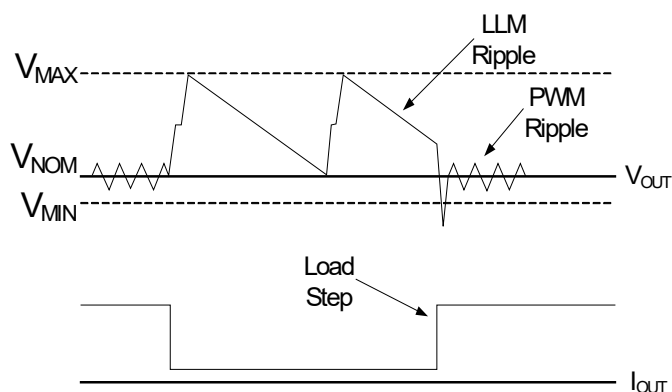 LLM
Ripple
VMAX
PWM
Ripple
VNOM
VOUT
VMIN
Load
Step
IOUT